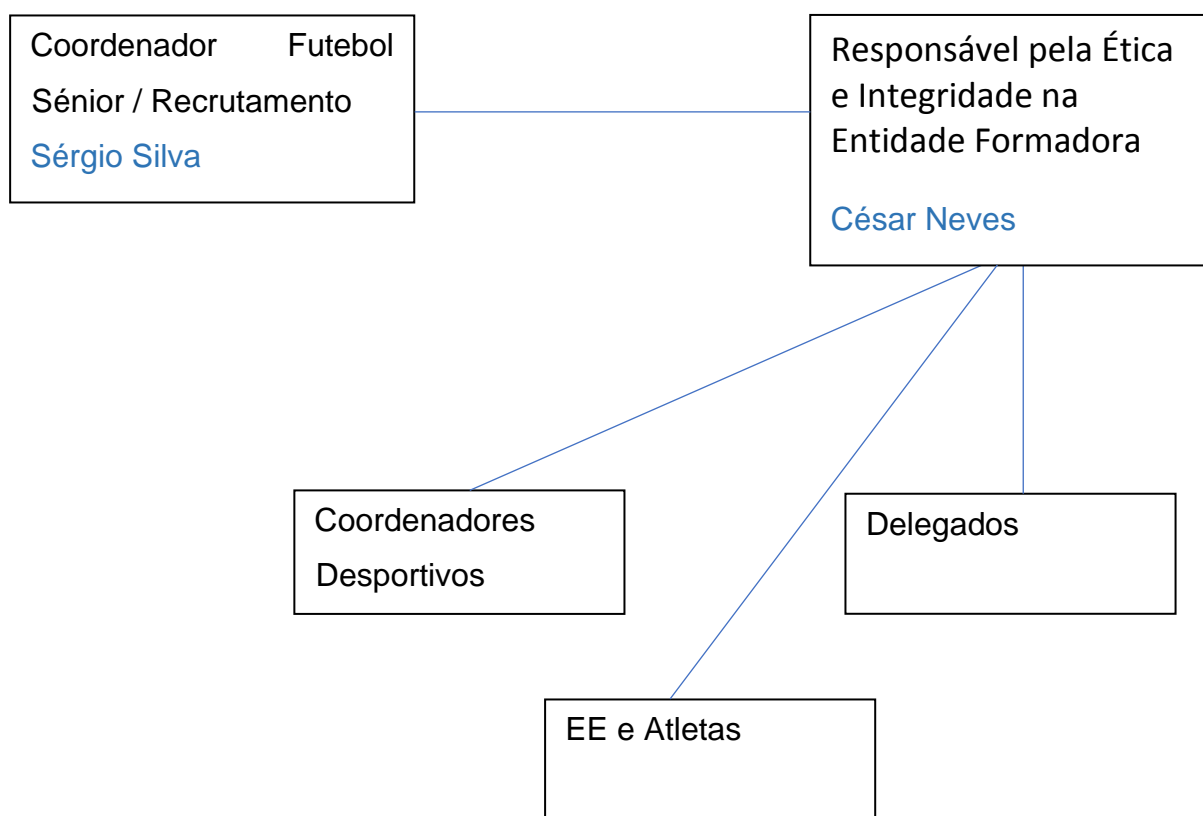 Coordenador Futebol
Sénior / Recrutamento
Sérgio Silva
Responsável pela Ética
e Integridade na
Entidade Formadora
César Neves
Coordenadores
Desportivos
Delegados
EE e Atletas